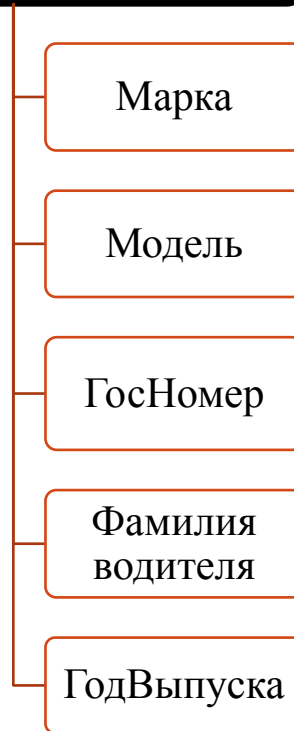 Марка
Модель
ГосНомер
Фамилия
водителя
ГодВыпуска